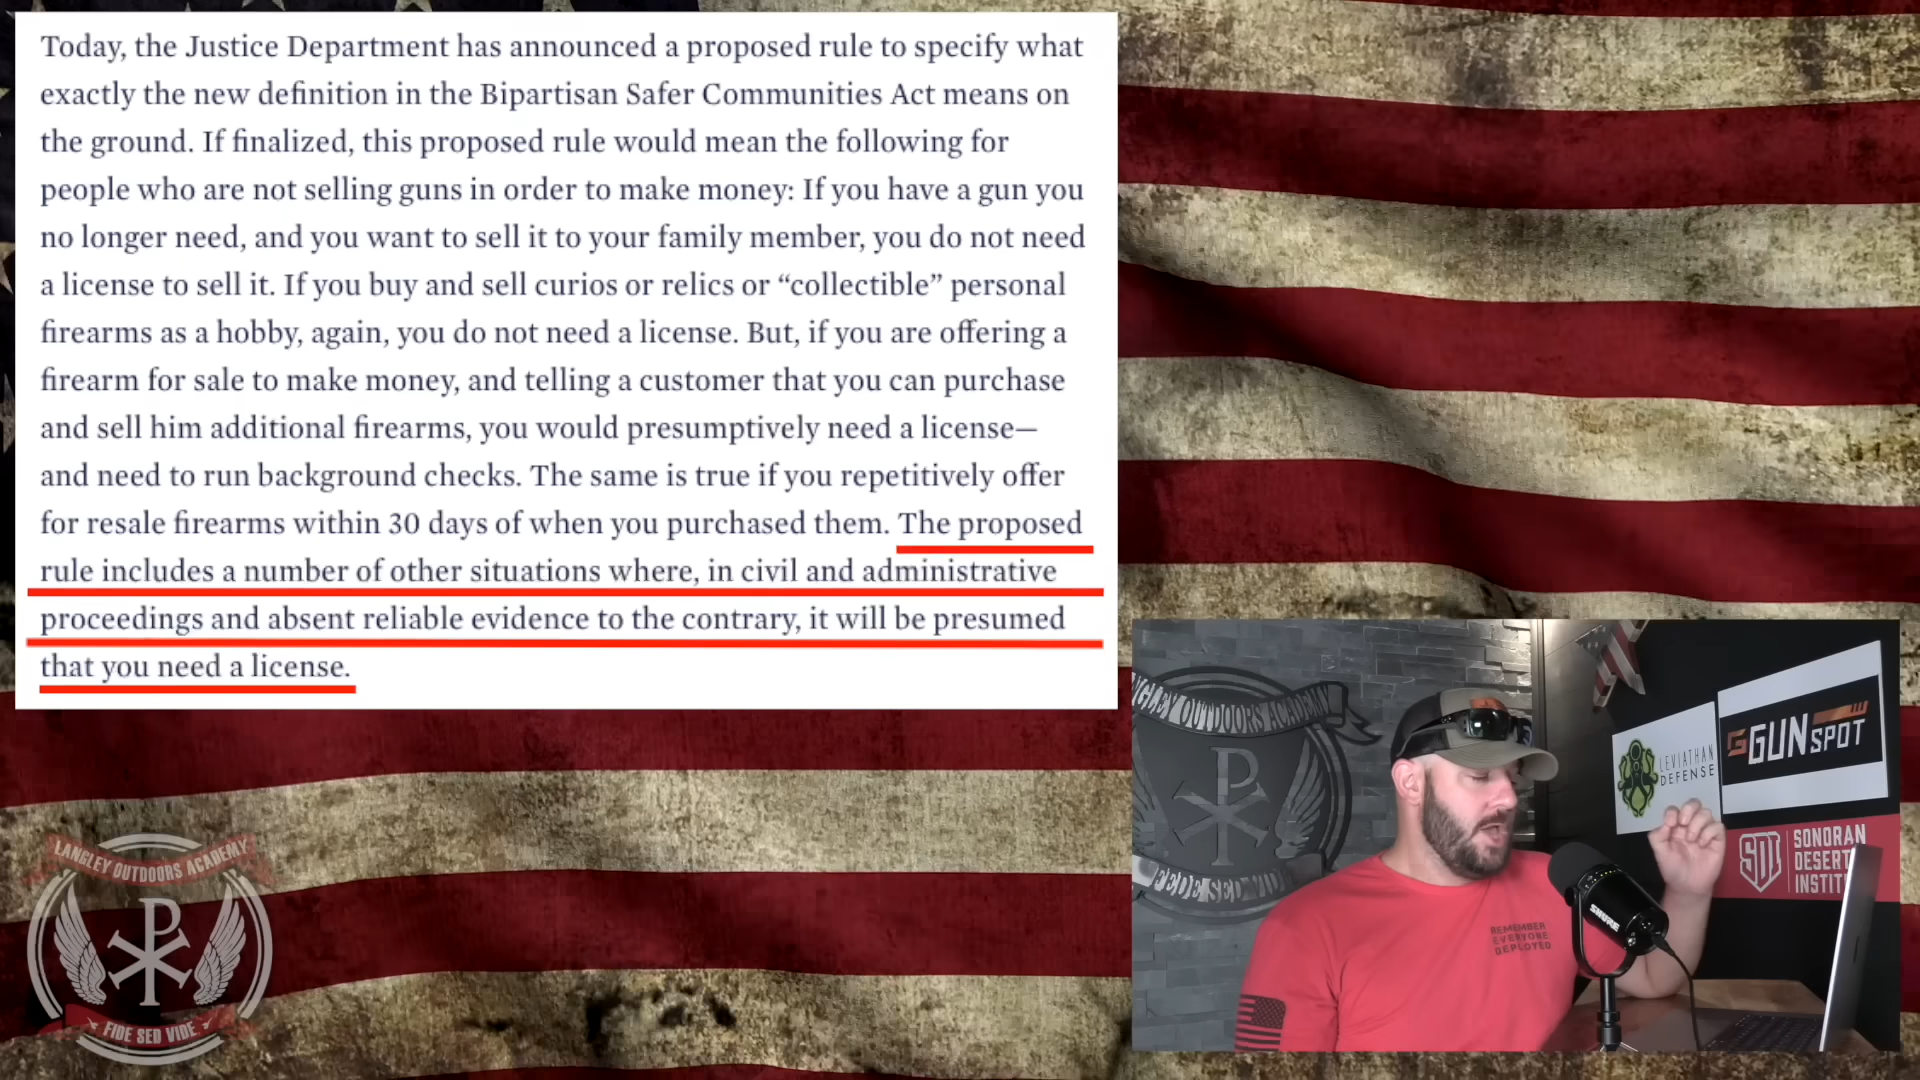 Today, the Justice Department has announced a proposed rule to specify what
exactly the new definition in the Bipartisan Safer Communities Act means on
the ground. If finalized, this proposed rule would mean the following for
people who are not selling guns in order to make money: If you have a gun you
no longer need, and you want to sell it to your family member, you do not need
a license to sell it. If you buy and sell curios or relics or “collectible” personal
firearms as a hobby, again, you do not need a license. But, if you are offering a
firearm for sale to make money, and telling a customer that you can purchase
and sell him additional firearms, you would presumptively need a license—
and need to run background checks. The same is true if you repetitively offer
for resale firearms within 30 days of when you purchased them. The proposed
rule includes a number of other situations where, in civil and administrative
proceedings and absent reliable evidence to the contrary, it will be presumed
that you need a license.
LANGLEY OUTDOORS ACADEMY
FIDE SED VIDE
NGLEY OUTDOORS ACADEMY
FEDE SED VID
LEVIATHAN
DEFENSE
GUNSPOT
SDI
SONORAN
DESERT
INSTIT
SHURE
REMEMBER
EVERYONE
DEPLOYED